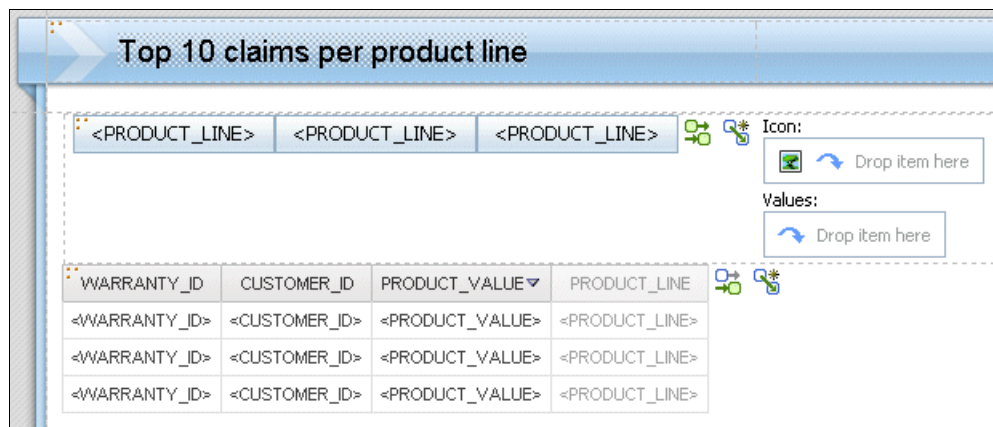 Top 10 claims per product line
<PRODUCT_LINE> <PRODUCT_LINE> <PRODUCT_LINE> Icon:
Drop item here
Values:
Drop item here
WARRANTY_ID CUSTOMER_ID PRODUCT_VALUE PRODUCT_LINE
<WARRANTY_ID> <CUSTOMER_ID> <PRODUCT_VALUE> <PRODUCT_LINE>
<WARRANTY_ID> <CUSTOMER_ID> <PRODUCT_VALUE> <PRODUCT_LINE>
<WARRANTY_ID> <CUSTOMER_ID> <PRODUCT_VALUE> <PRODUCT_LINE>